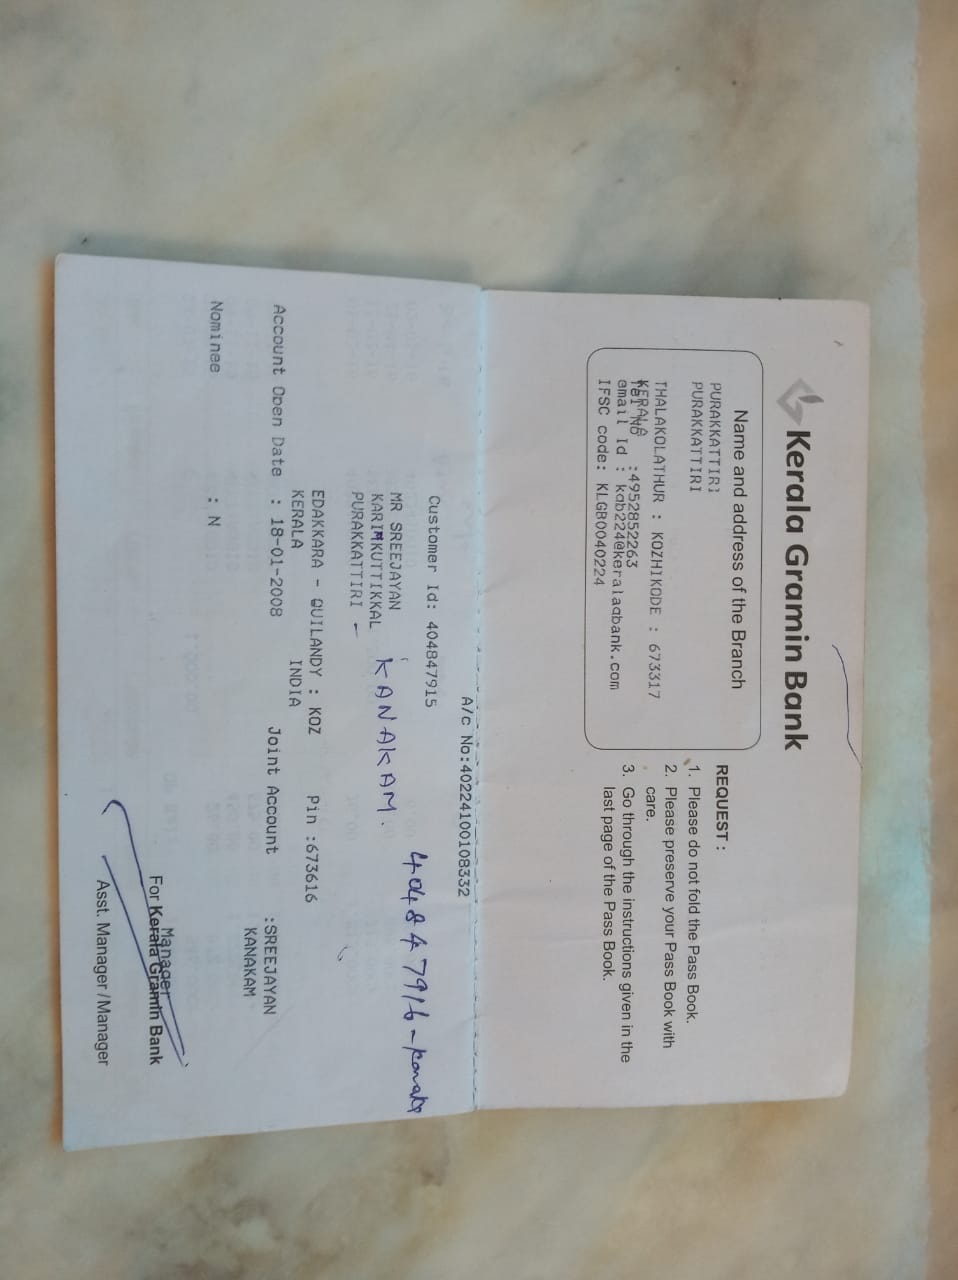 Kerala Gramin Bank
Name and address of the Branch
PURAKKATTIRI
PURAKKATTIRI
THALAKOLATHUR : KOZHIKODE : 673317
KERALA
Tel No :4952852263
email Id : kgb224@keralagbank.com
IFSC code: KLGB0040224
REQUEST :
1. Please do not fold the Pass Book.
2. Please preserve your Pass Book with
care.
3. Go through the instructions given in the
last page of the Pass Book.
A/c No:40224100108332
Customer Id: 404847915
404847916 - Kanaka
MR SREEJAYAN
KARIMKUTTIKKAL KANAKAM.
PURAKKATTIRI
EDAKKARA - QUILANDY : KOZ Pin :673616
KERALA INDIA
Account Open Date : 18-01-2008 Joint Account :SREEJAYAN
KANAKAM
Nominee : N
Manager
For Kerala Gramin Bank
Asst. Manager/Manager